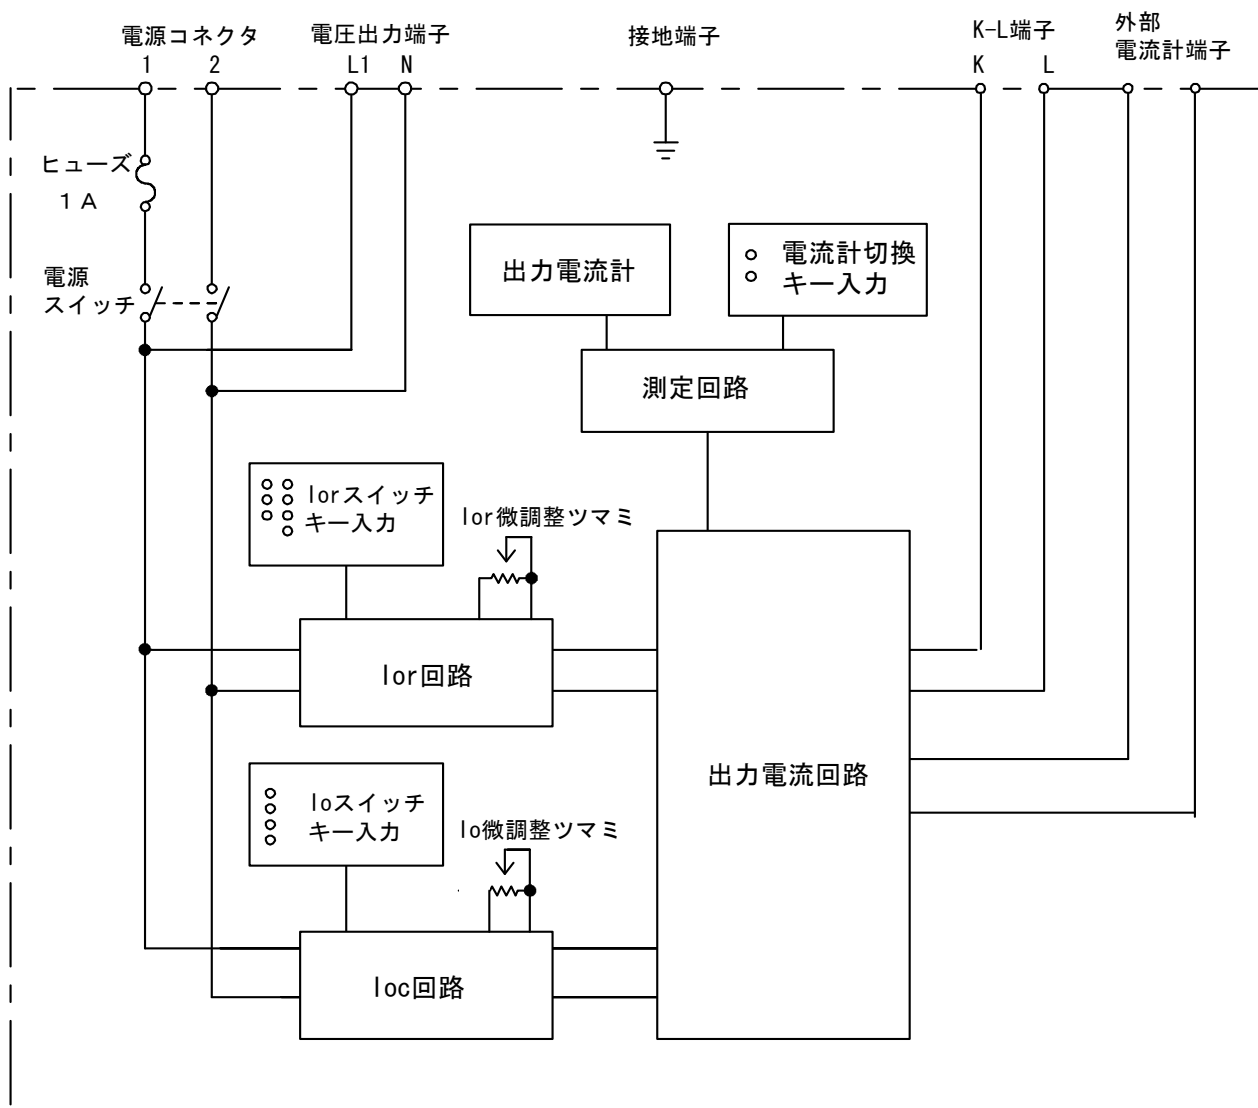 電源コネクタ
1 2
電圧出力端子
L1 N
接地端子
K-L端子
K L
外部
電流計端子
ヒューズ
1A
電源
スイッチ
出力電流計
電流計切換
キー入力
測定回路
Iorスイッチ
キー入力
Ior微調整ツマミ
Ior回路
出力電流回路
Ioスイッチ
キー入力
Io微調整ツマミ
Ioc回路